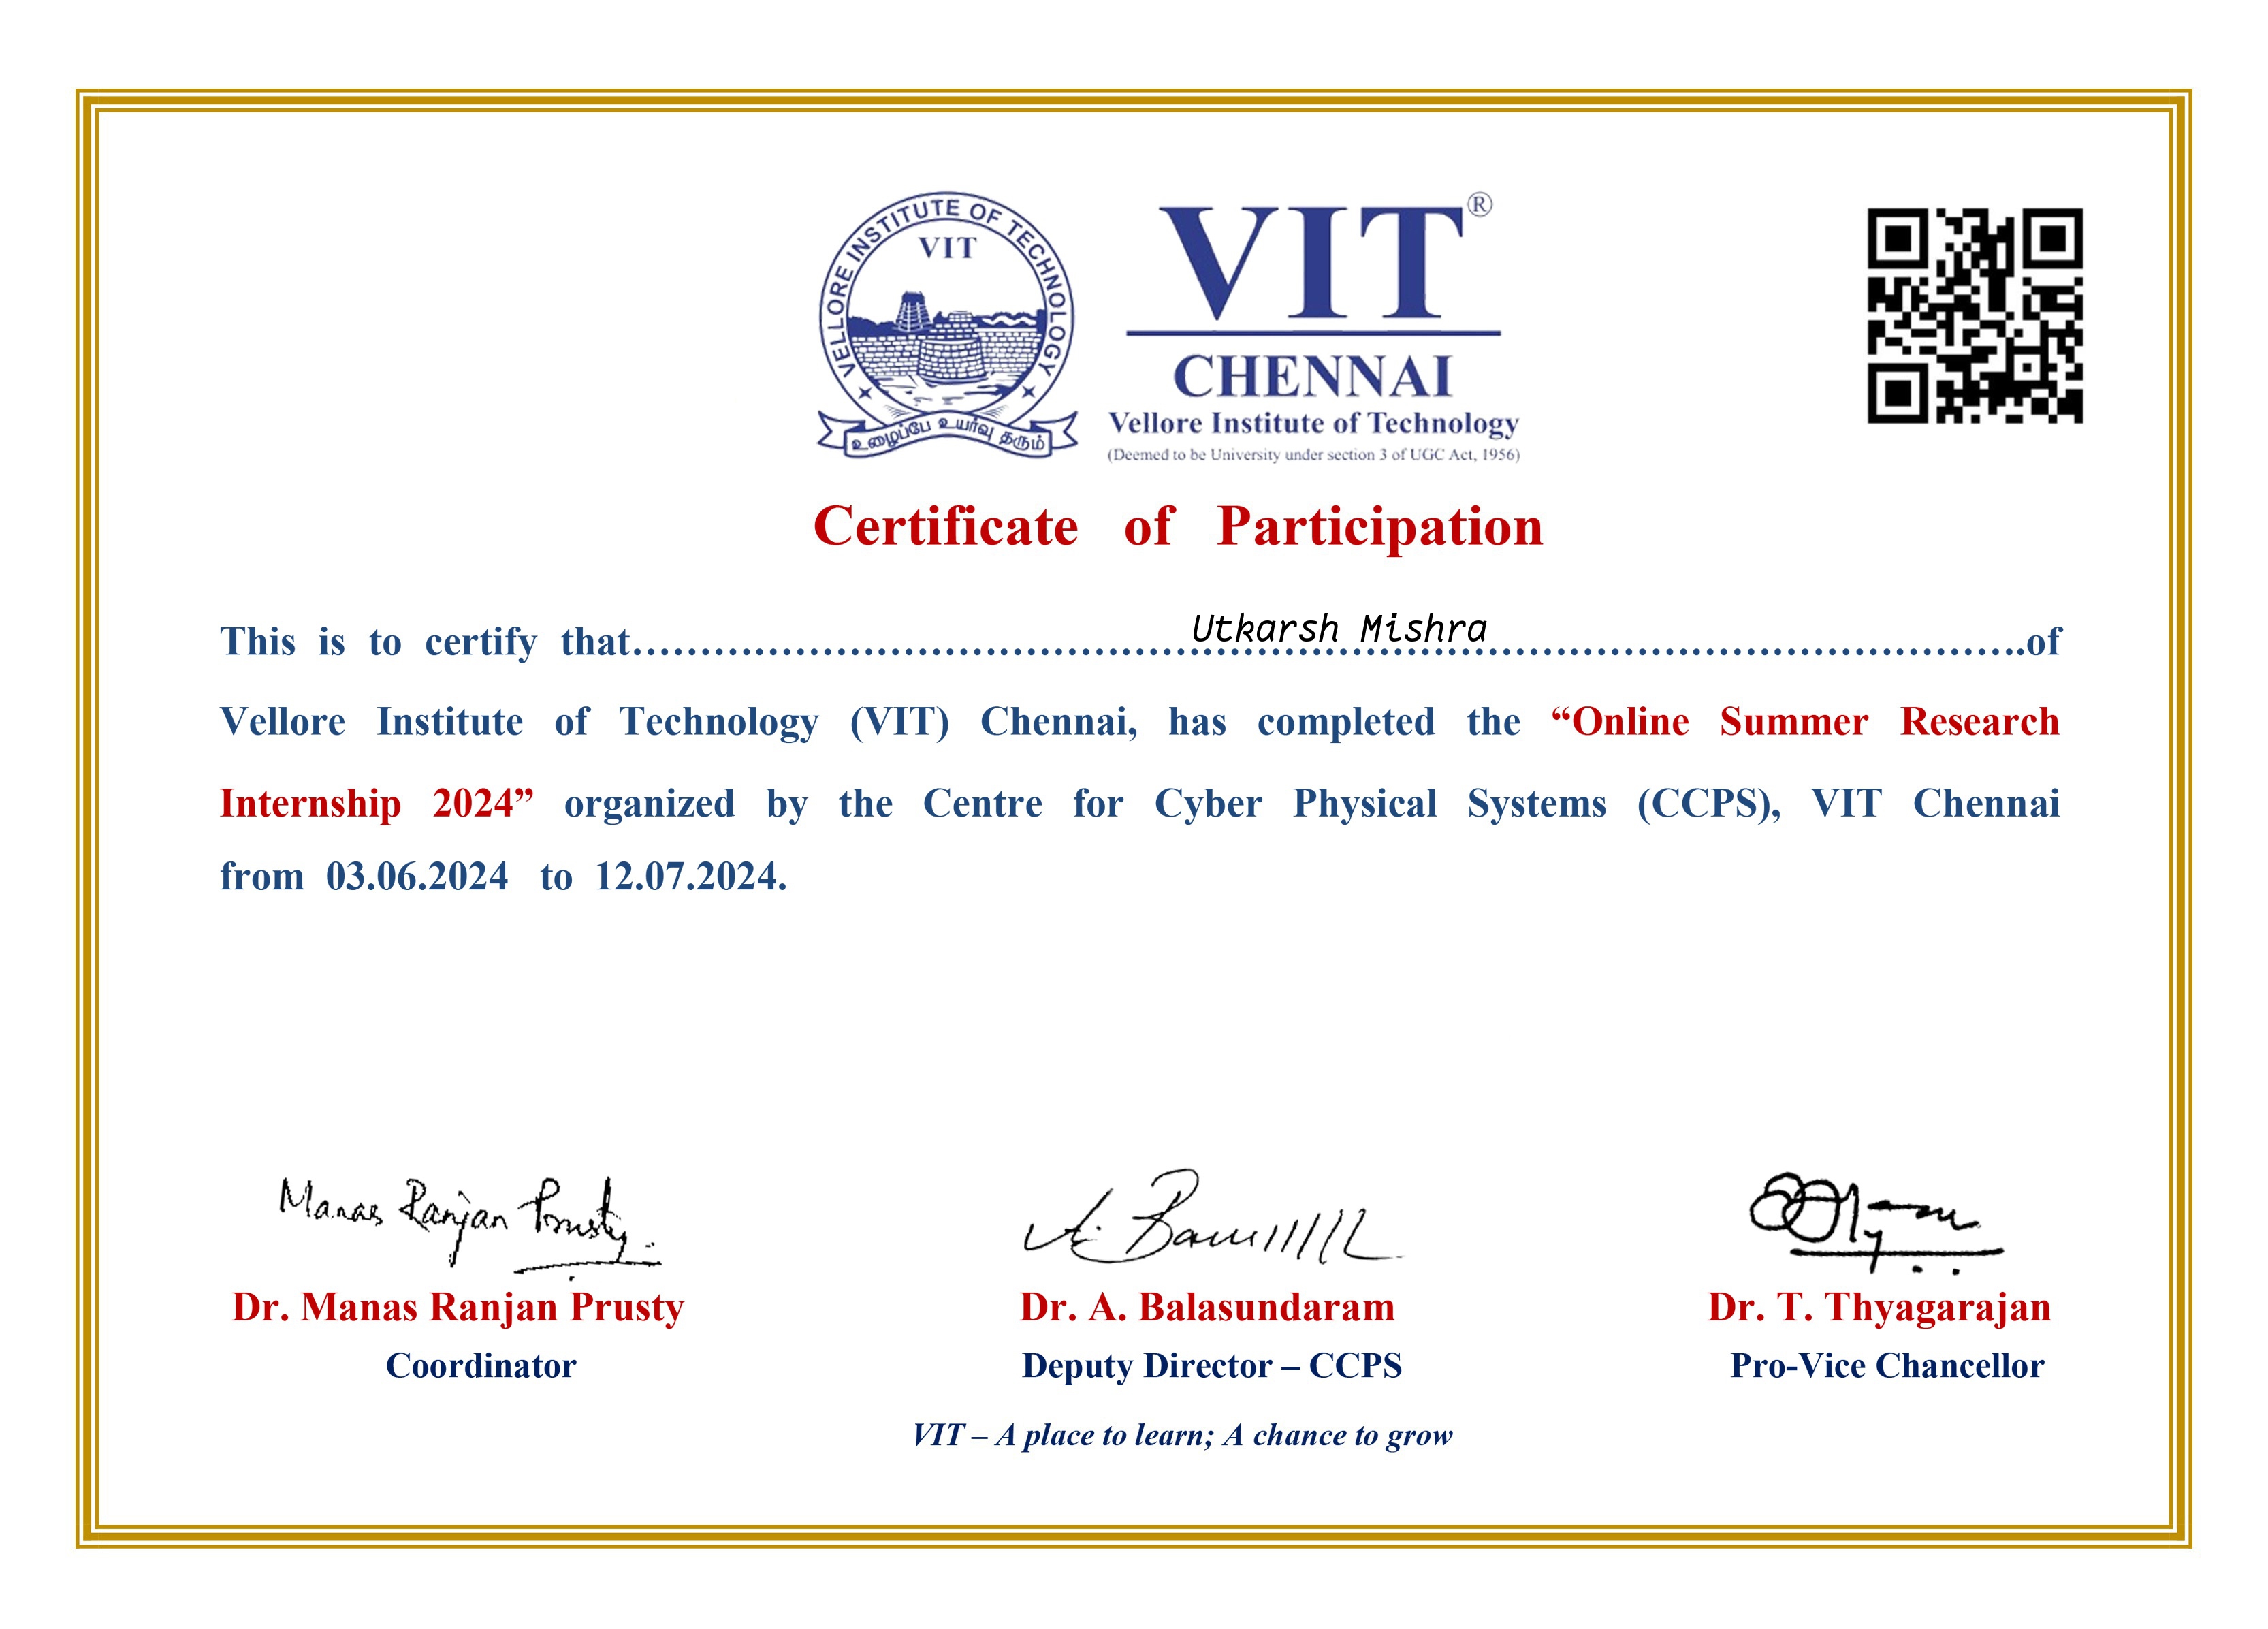 VELLORE INSTITUTE OF TECHNOLOGY
VIT
உழைப்பே உயர்வு தரும்
VIT®
CHENNAI
Vellore Institute of Technology
(Deemed to be University under section 3 of UGC Act, 1956)
Certificate of Participation
This is to certify that……………Utkarsh Mishra……………….of
Vellore Institute of Technology (VIT) Chennai, has completed the “Online Summer Research
Internship 2024” organized by the Centre for Cyber Physical Systems (CCPS), VIT Chennai
from 03.06.2024 to 12.07.2024.
Manas Ranjan Prusty
Dr. Manas Ranjan Prusty
Dr. A. Balasundaram
Dr. T. Thyagarajan
Coordinator
Deputy Director – CCPS
Pro-Vice Chancellor
VIT – A place to learn; A chance to grow